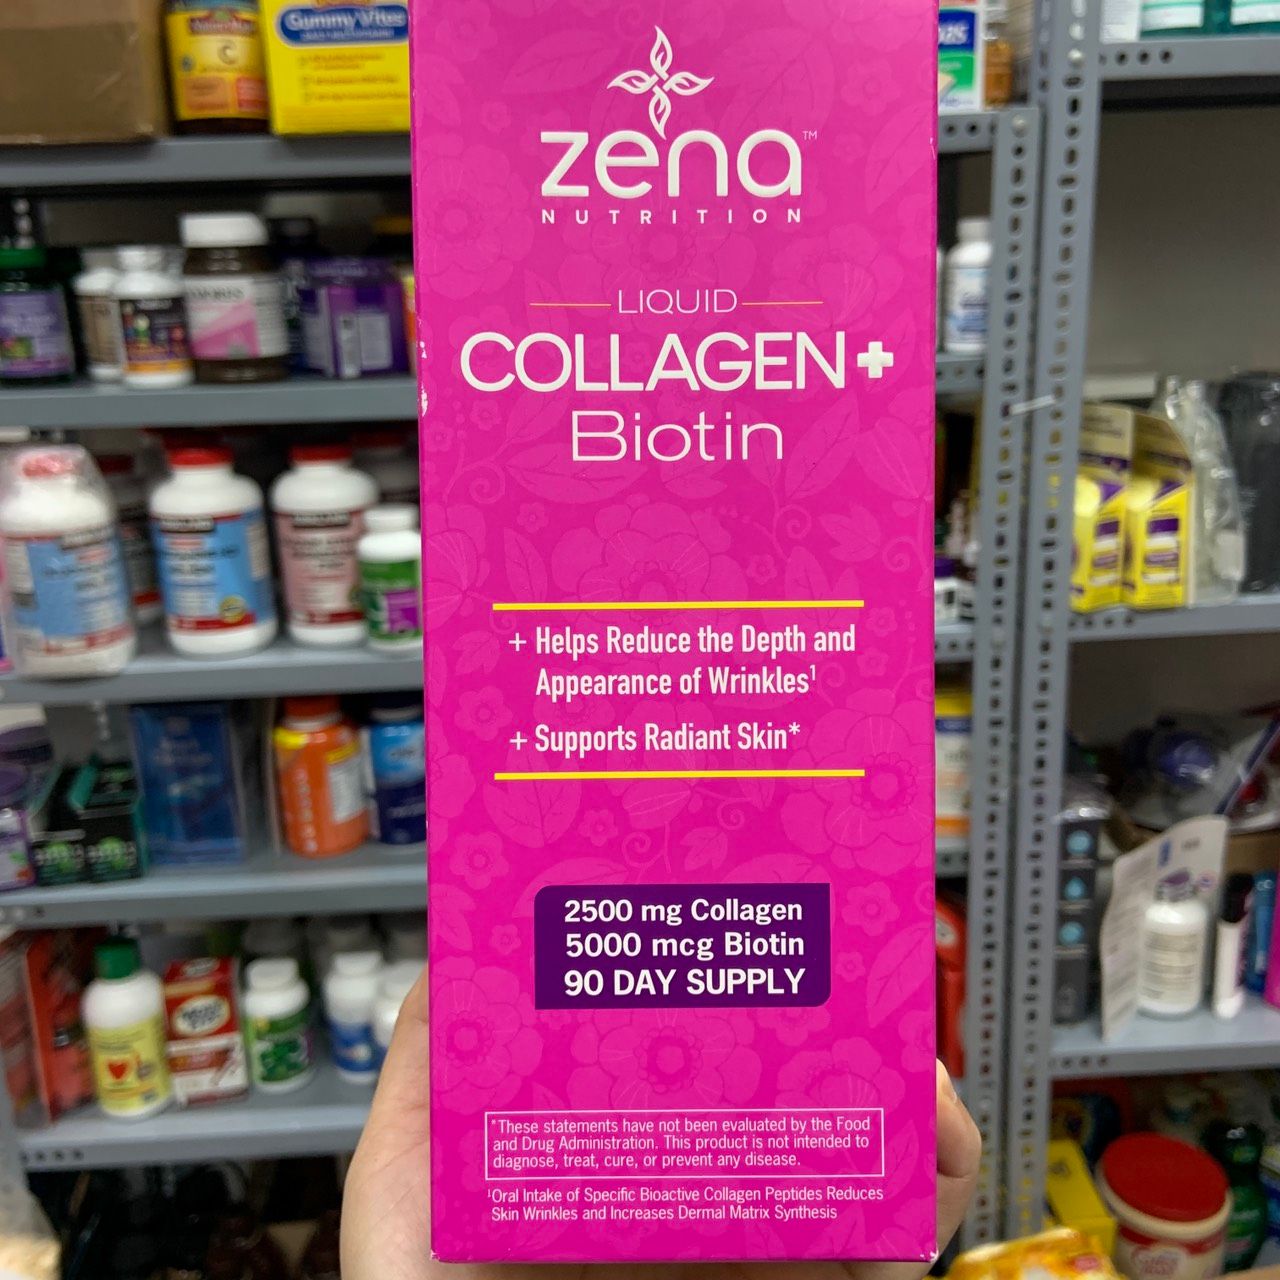 zena™
NUTRITION
LIQUID
COLLAGEN+
Biotin
+ Helps Reduce the Depth and
Appearance of Wrinkles¹
+ Supports Radiant Skin*
2500 mg Collagen
5000 mcg Biotin
90 DAY SUPPLY
*These statements have not been evaluated by the Food
and Drug Administration. This product is not intended to
diagnose, treat, cure, or prevent any disease.
¹Oral Intake of Specific Bioactive Collagen Peptides Reduces
Skin Wrinkles and Increases Dermal Matrix Synthesis
Gummy Vites